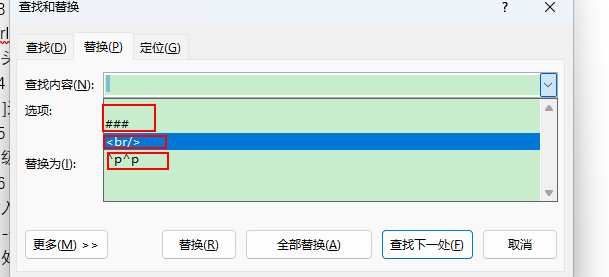 查找和替换
?
查找(D)
替换(P)
定位(G)
查找内容(N):
选项:
###
<br/>
^p^p
替换为(I):
更多(M) >>
替换(R)
全部替换(A)
查找下一处(F)
取消